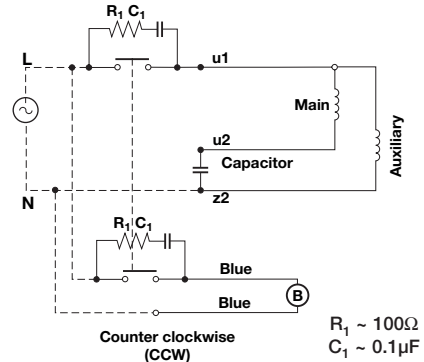 R₁ C₁
L
u1
Main
Auxiliary
u2
Capacitor
N
z2
R₁ C₁
Blue
B
Blue
Counter clockwise
(CCW)
R₁ ~ 100Ω
C₁ ~ 0.1µF